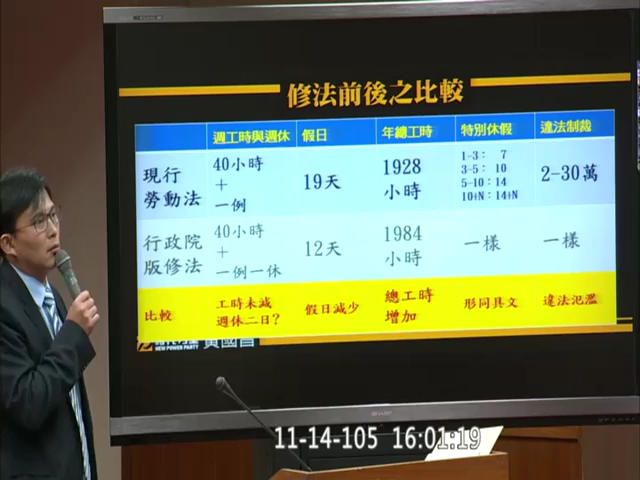 修法前後之比較
週工時與週休 假日 年總工時 特別休假 違法制裁
現行勞動法
40小時
+
一例
19天
1928
小時
1-3： 7
3-5： 10
5-10：14
10+N：14+N
2-30萬
行政院版修法
40小時
+
一例一休
12天
1984
小時
一樣
一樣
比較
工時未減
週休二日？
假日減少
總工時
增加
形同具文
違法氾濫
NEW POWER PARTY 黃國昌
SHARP
11-14-105 16:01:19